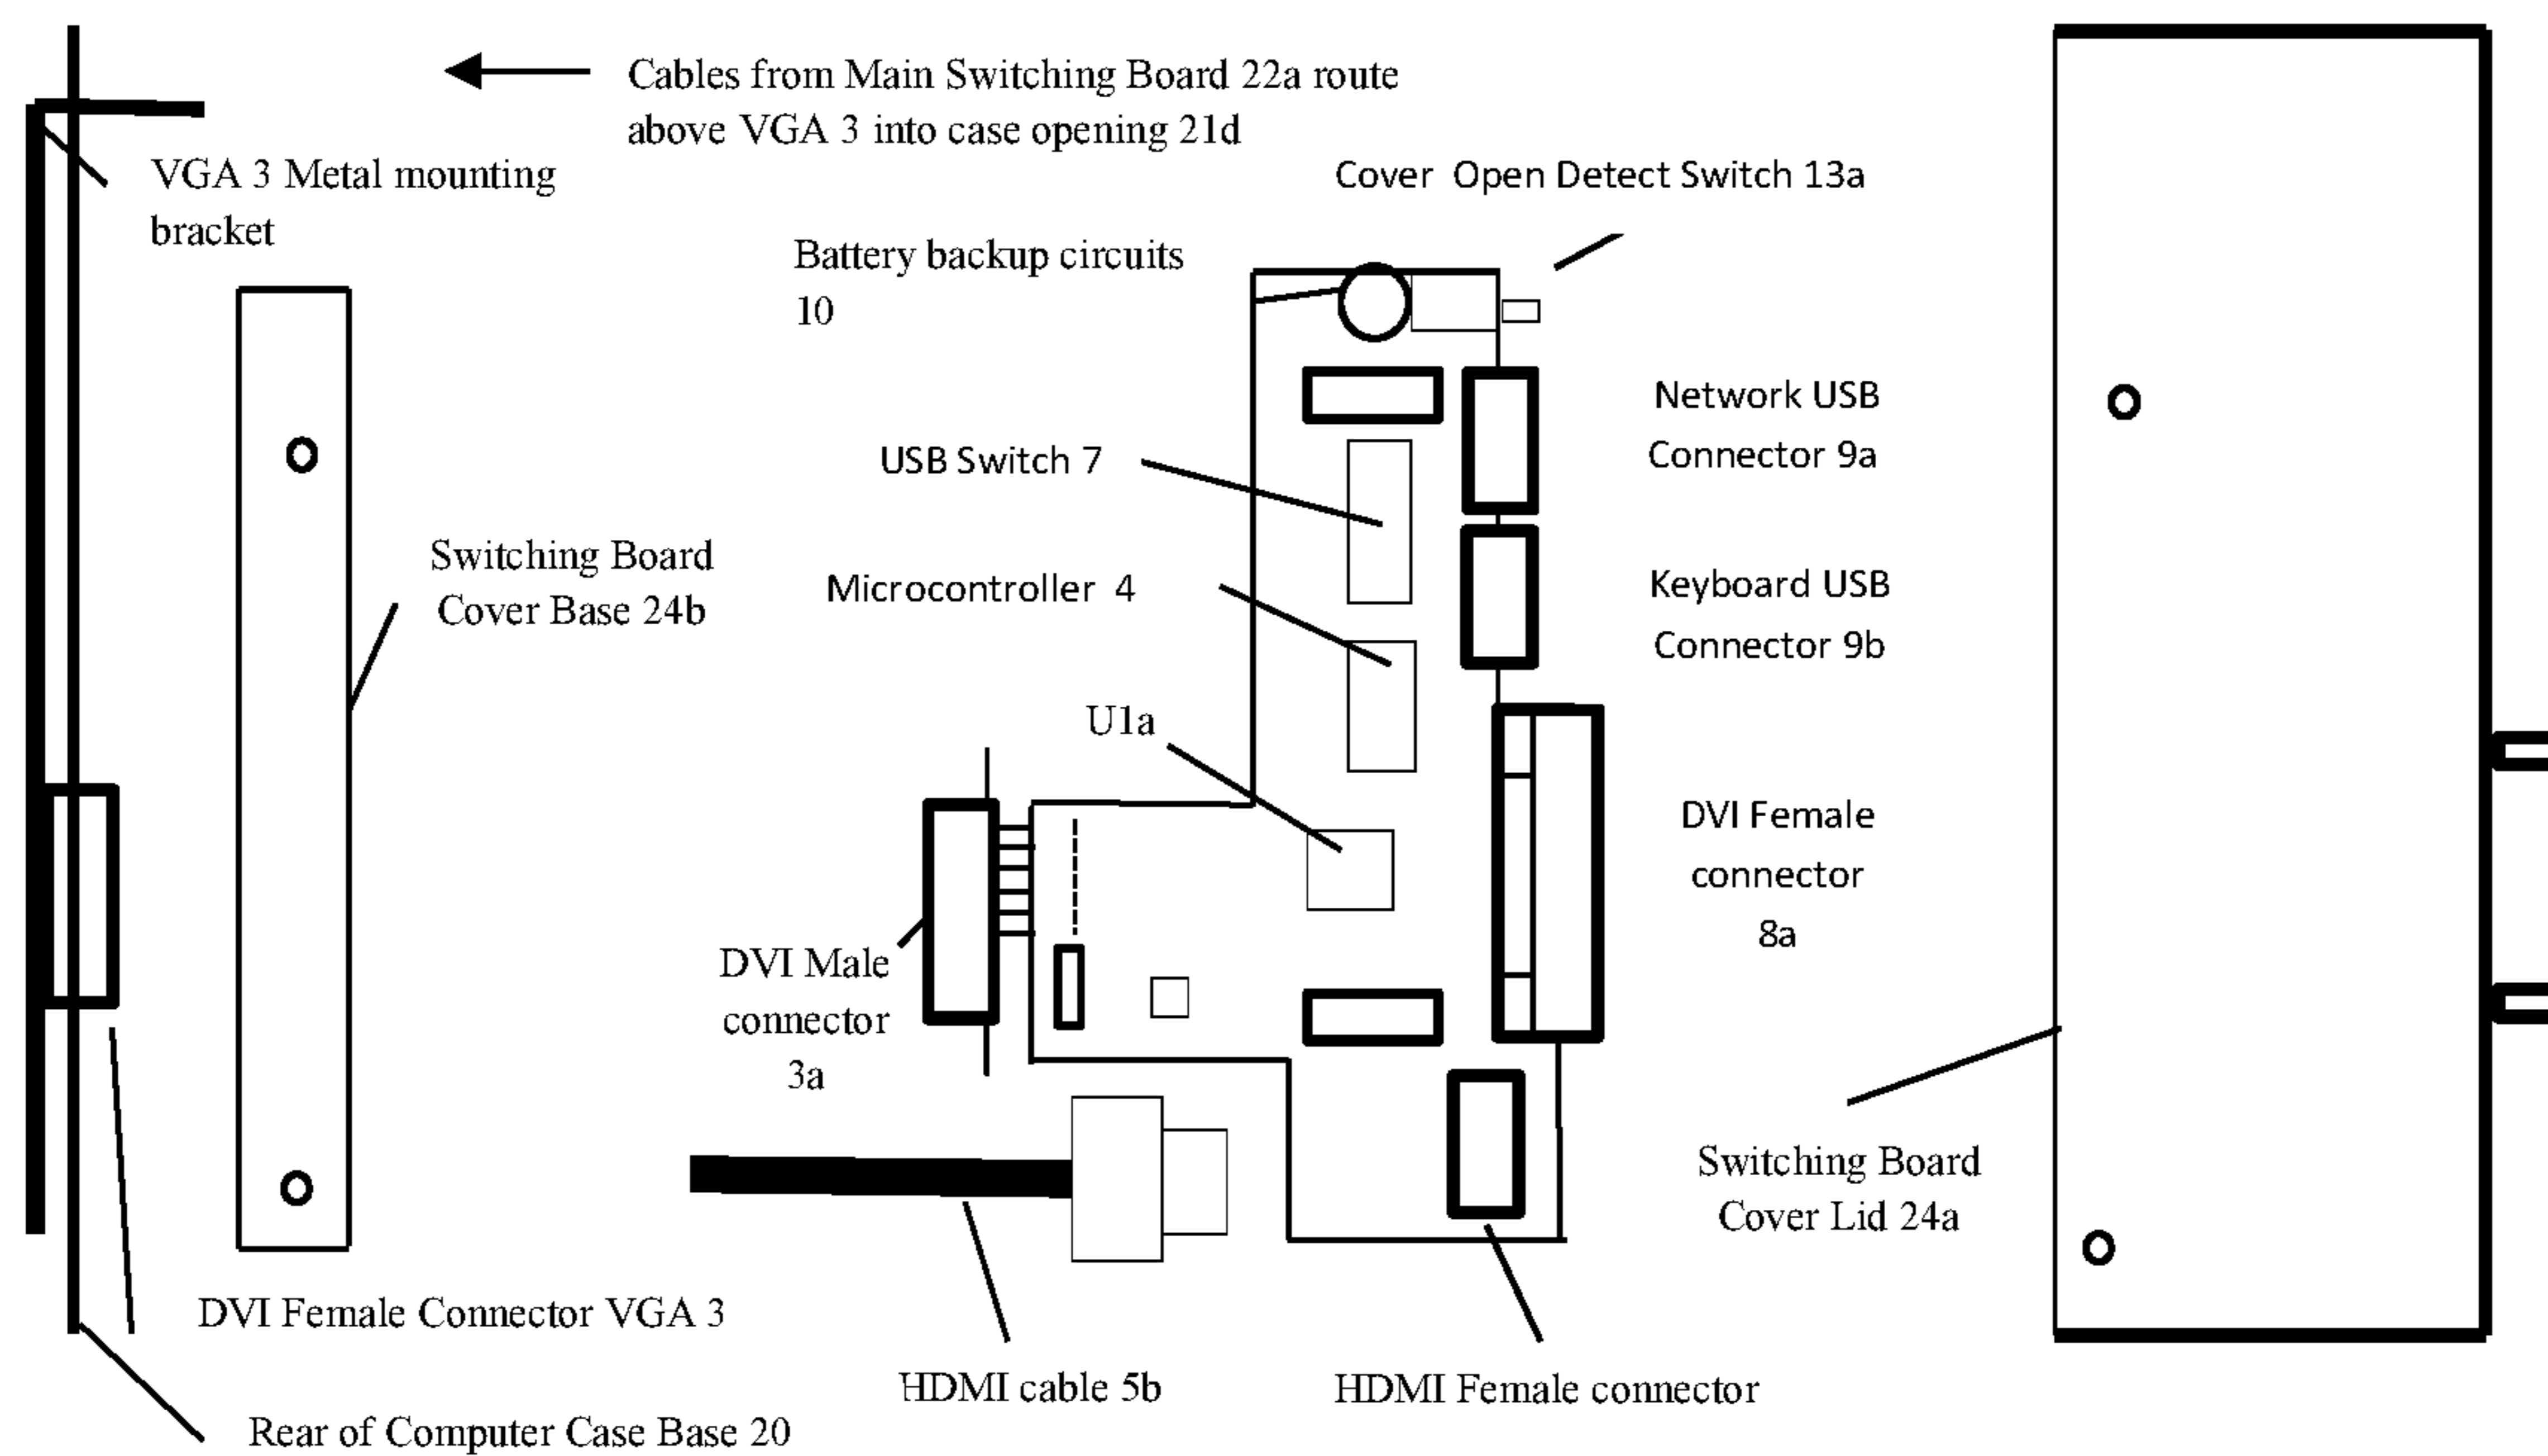 Cables from Main Switching Board 22a route
above VGA 3 into case opening 21d
VGA 3 Metal mounting
bracket
Cover Open Detect Switch 13a
Battery backup circuits
10
Network USB
Connector 9a
USB Switch 7
Switching Board
Cover Base 24b
Microcontroller 4
Keyboard USB
Connector 9b
U1a
DVI Female
connector
8a
DVI Male
connector
3a
Switching Board
Cover Lid 24a
DVI Female Connector VGA 3
HDMI cable 5b
HDMI Female connector
Rear of Computer Case Base 20